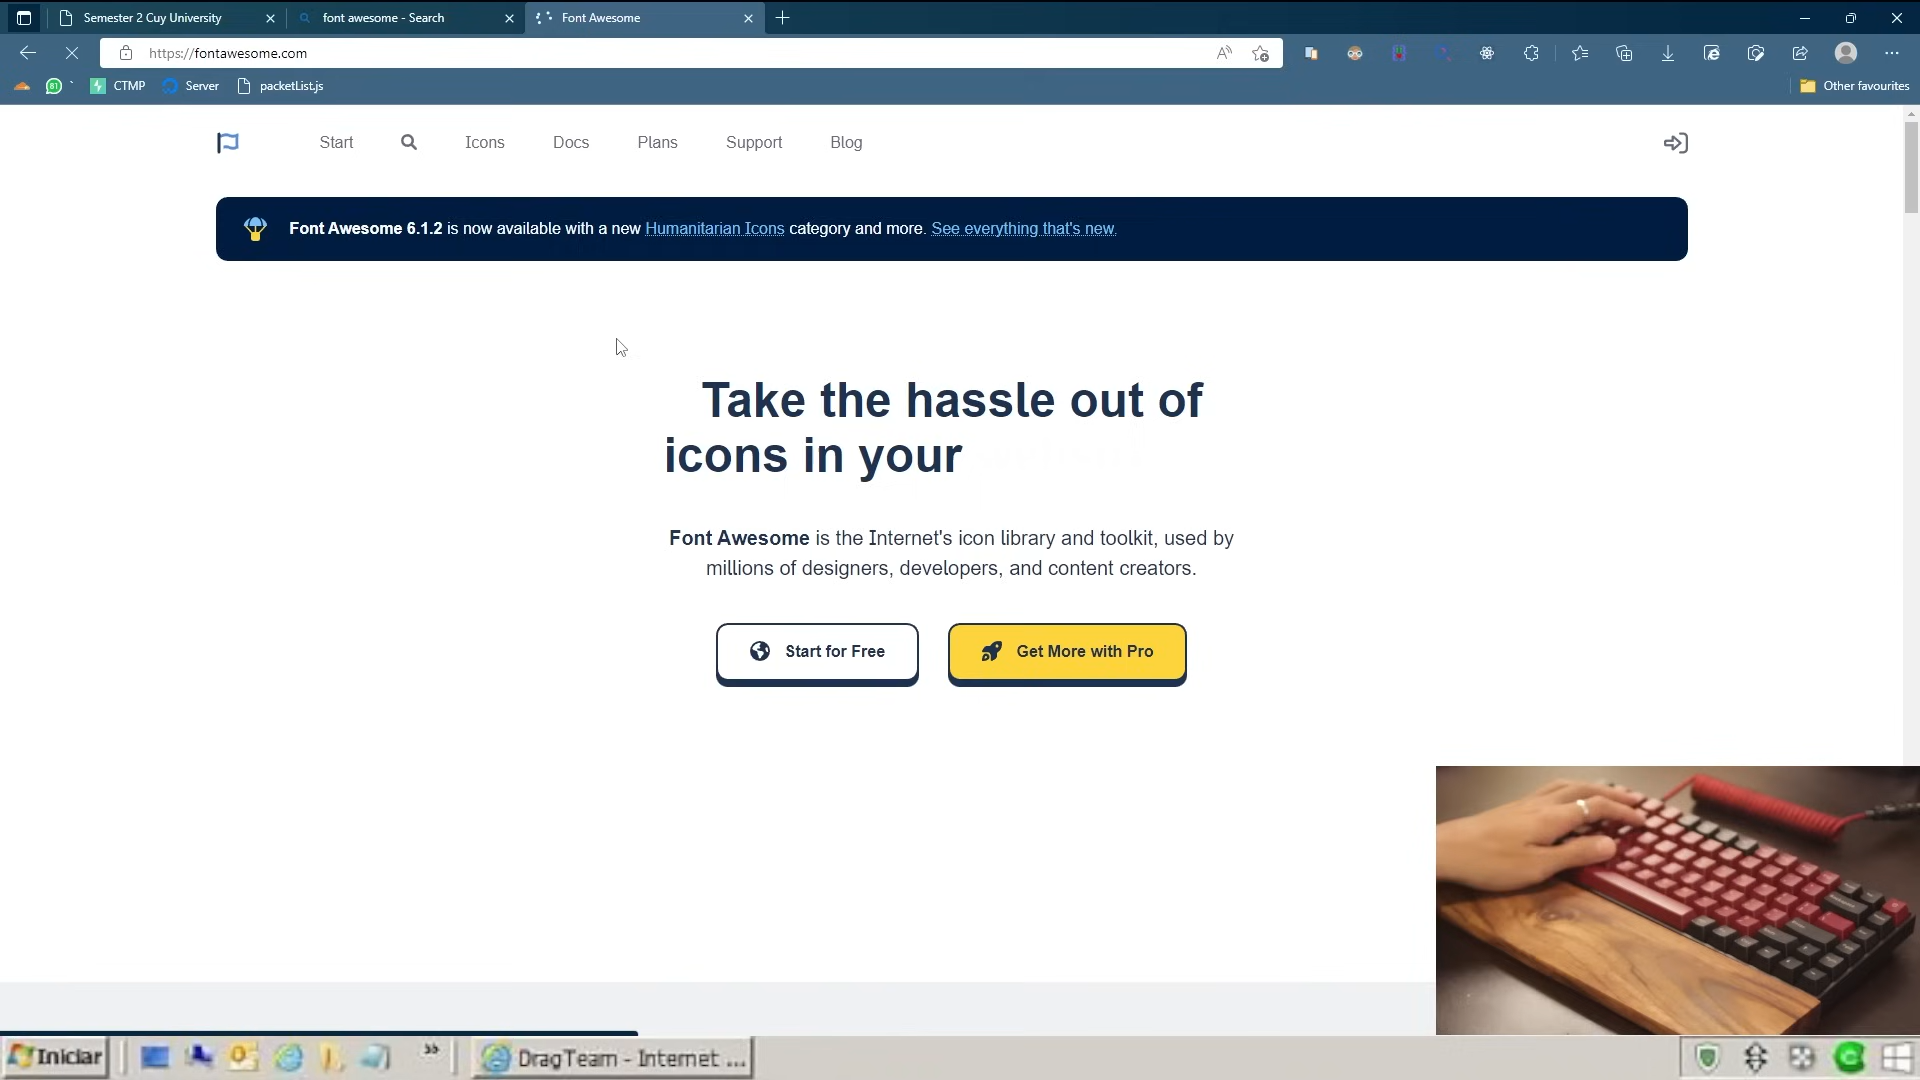 Semester 2 Cuy University
font awesome - Search
Font Awesome
https://fontawesome.com
CTMP
Server
packetList.js
Other favourites
Start
Icons
Docs
Plans
Support
Blog
Font Awesome 6.1.2 is now available with a new Humanitarian Icons category and more. See everything that's new.
Take the hassle out of
icons in your
Font Awesome is the Internet's icon library and toolkit, used by
millions of designers, developers, and content creators.
Start for Free
Get More with Pro
Iniciar
DragTeam - Internet ...